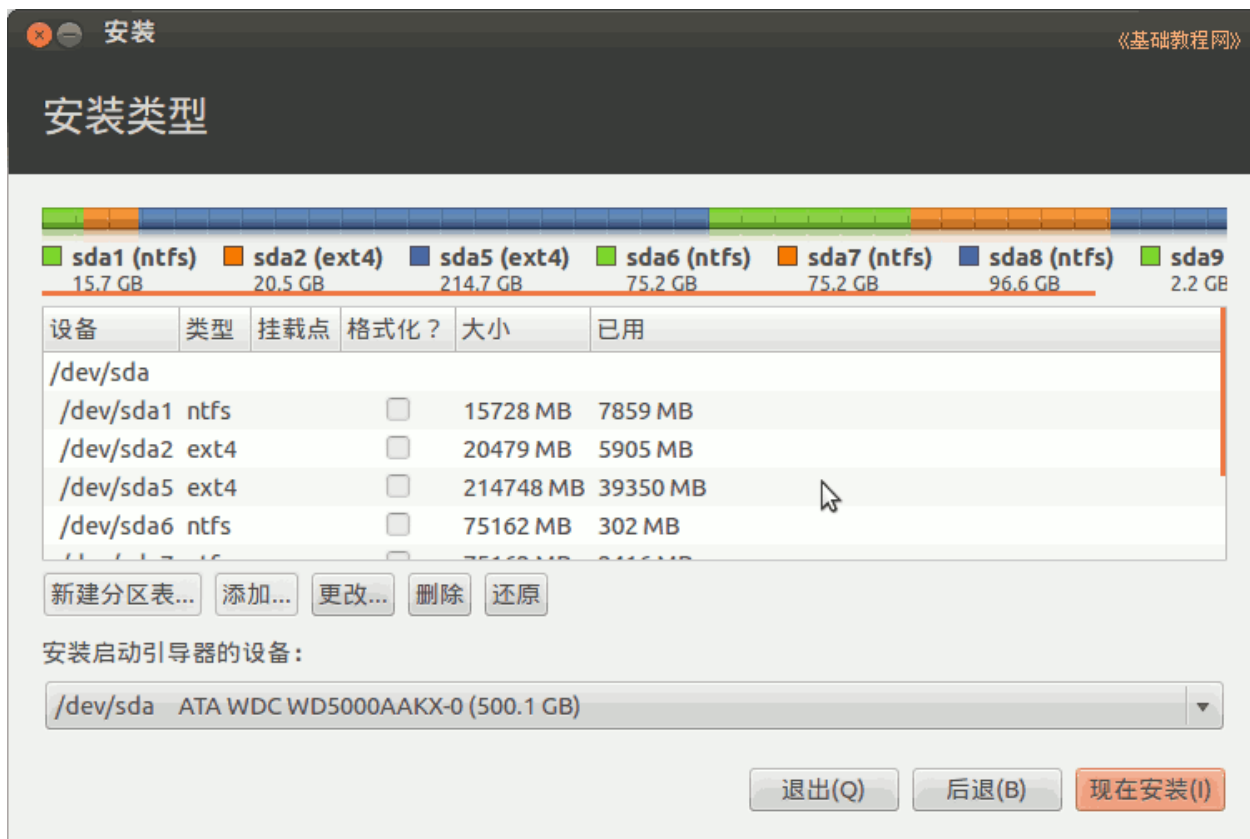 安装
《基础教程网》
安装类型
sda1 (ntfs) sda2 (ext4) sda5 (ext4) sda6 (ntfs) sda7 (ntfs) sda8 (ntfs) sda9
15.7 GB 20.5 GB 214.7 GB 75.2 GB 75.2 GB 96.6 GB 2.2 GB
设备 类型 挂载点 格式化？ 大小 已用
/dev/sda
/dev/sda1 ntfs 15728 MB 7859 MB
/dev/sda2 ext4 20479 MB 5905 MB
/dev/sda5 ext4 214748 MB 39350 MB
/dev/sda6 ntfs 75162 MB 302 MB
新建分区表... 添加... 更改... 删除 还原
安装启动引导器的设备：
/dev/sda ATA WDC WD5000AAKX-0 (500.1 GB)
退出(Q) 后退(B) 现在安装(I)